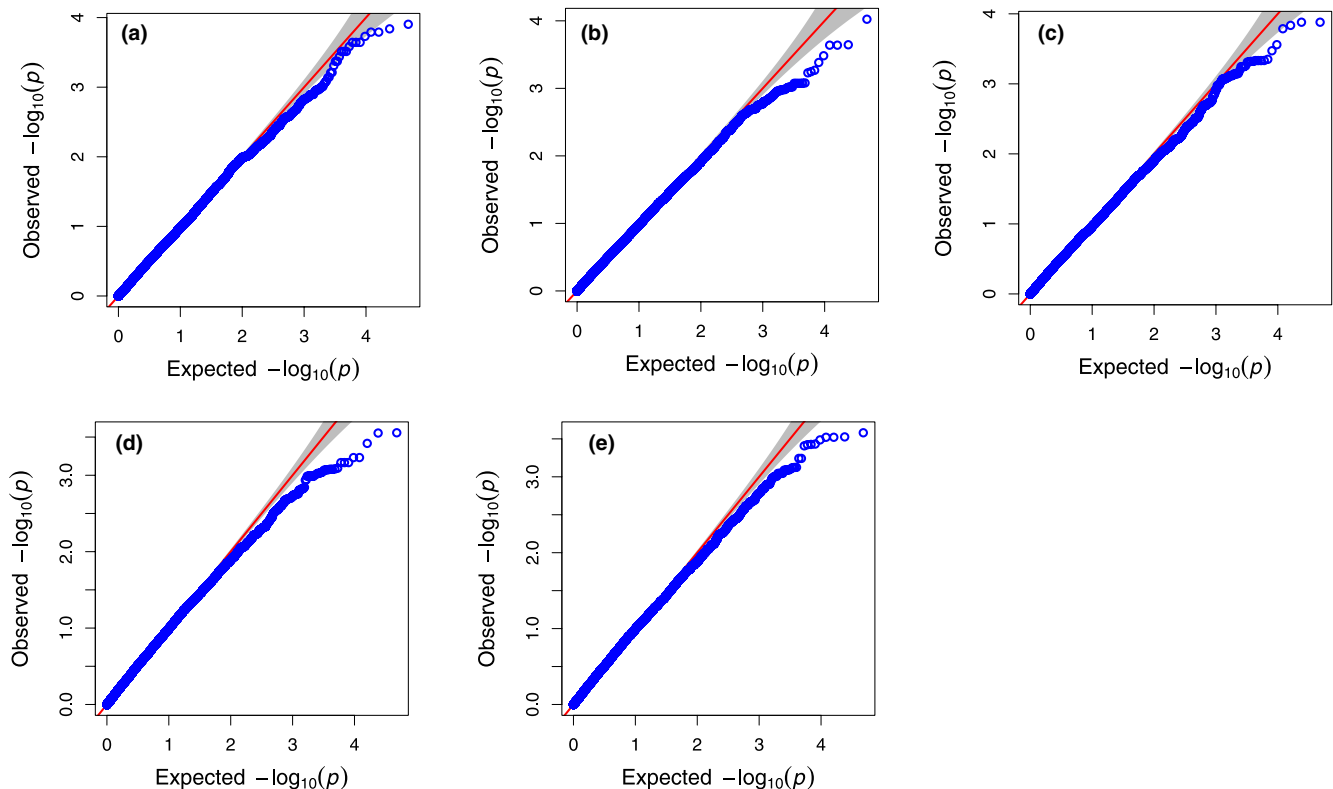 (a)
Observed −log₁₀(p)
4
3
2
1
0
0 1 2 3 4
Expected −log₁₀(p)
(b)
Observed −log₁₀(p)
4
3
2
1
0
0 1 2 3 4
Expected −log₁₀(p)
(c)
Observed −log₁₀(p)
4
3
2
1
0
0 1 2 3 4
Expected −log₁₀(p)
(d)
Observed −log₁₀(p)
3.0
2.0
1.0
0.0
0 1 2 3 4
Expected −log₁₀(p)
(e)
Observed −log₁₀(p)
3.0
2.0
1.0
0.0
0 1 2 3 4
Expected −log₁₀(p)